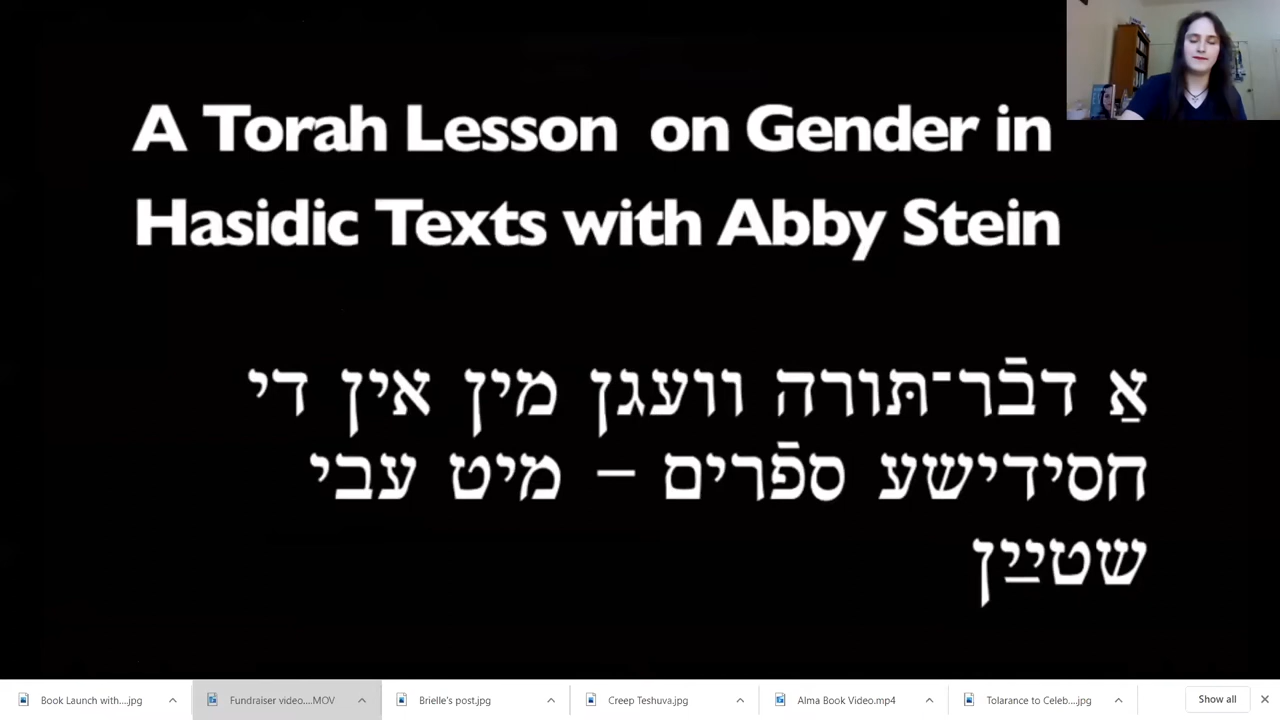 A Torah Lesson on Gender in
Hasidic Texts with Abby Stein
אַ דבֿר־תּורה וועגן מין אין די
חסידישע ספֿרים – מיט עבי
שטײַן
Book Launch with....jpg
Fundraiser video....MOV
Brielle's post.jpg
Creep Teshuva.jpg
Alma Book Video.mp4
Tolarance to Celeb....jpg
Show all